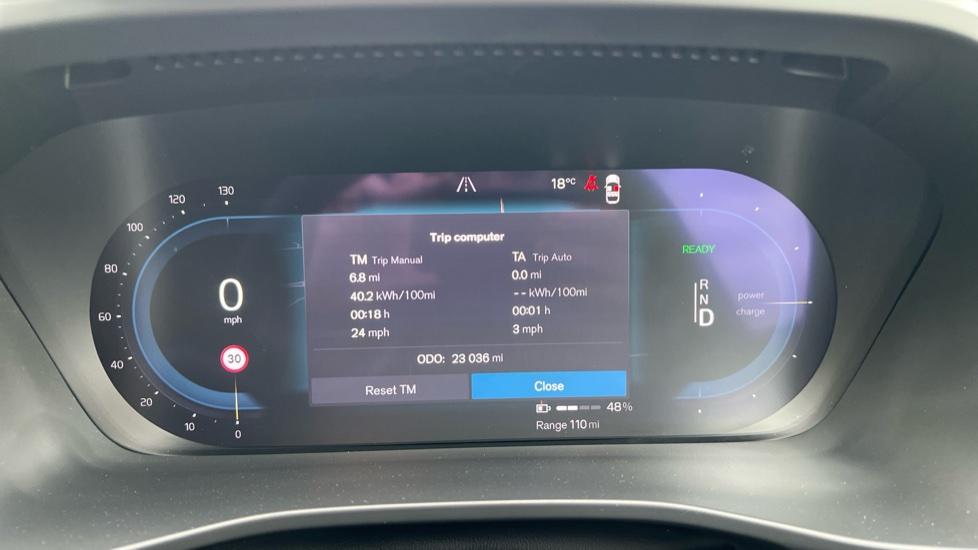 18°C
Trip computer
TM Trip Manual
6.8 mi
40.2 kWh/100mi
00:18 h
24 mph
TA Trip Auto
0.0 mi
-- kWh/100mi
00:01 h
3 mph
ODO: 23 036 mi
Reset TM
Close
48%
Range 110 mi
130
120
100
80
60
40
20
10
0
0
mph
30
READY
R
N
D
power
charge